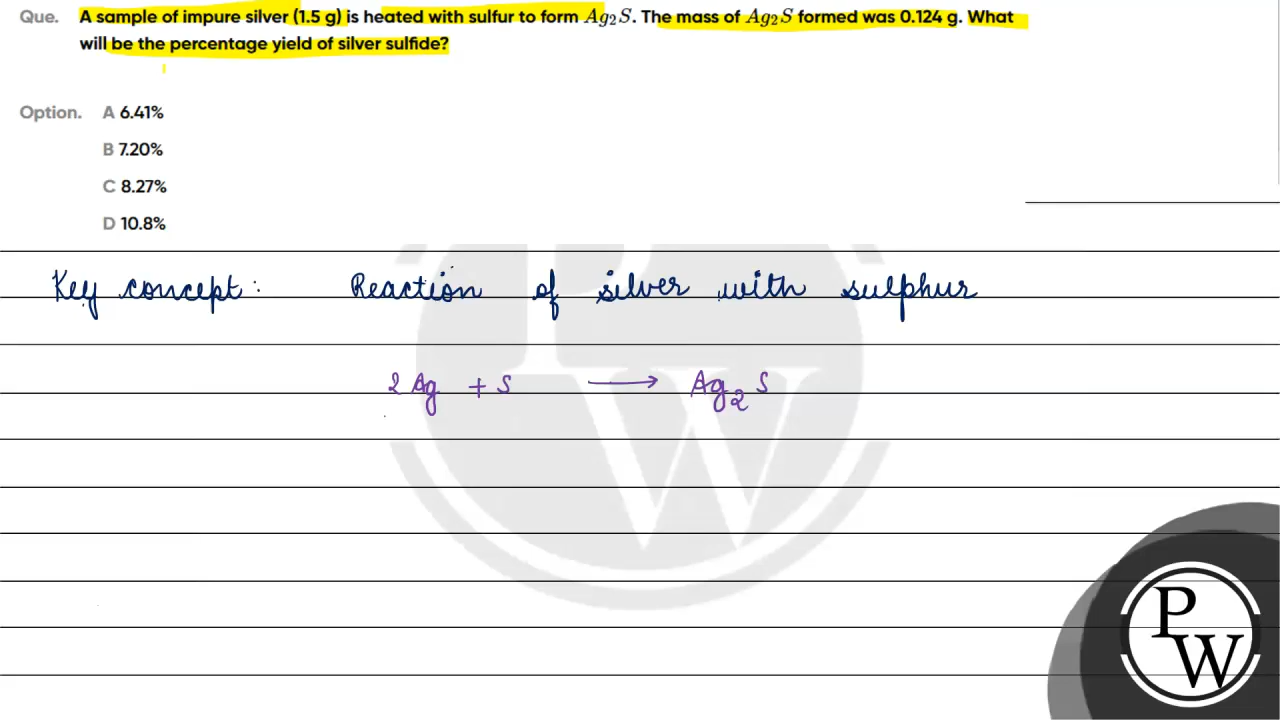 Que. A sample of impure silver (1.5 g) is heated with sulfur to form Ag₂S. The mass of Ag₂S formed was 0.124 g. What
will be the percentage yield of silver sulfide?
Option. A 6.41%
B 7.20%
C 8.27%
D 10.8%
Key concept: Reaction of silver with sulphur
2Ag + S ⟶ Ag₂S
P
W
P
W